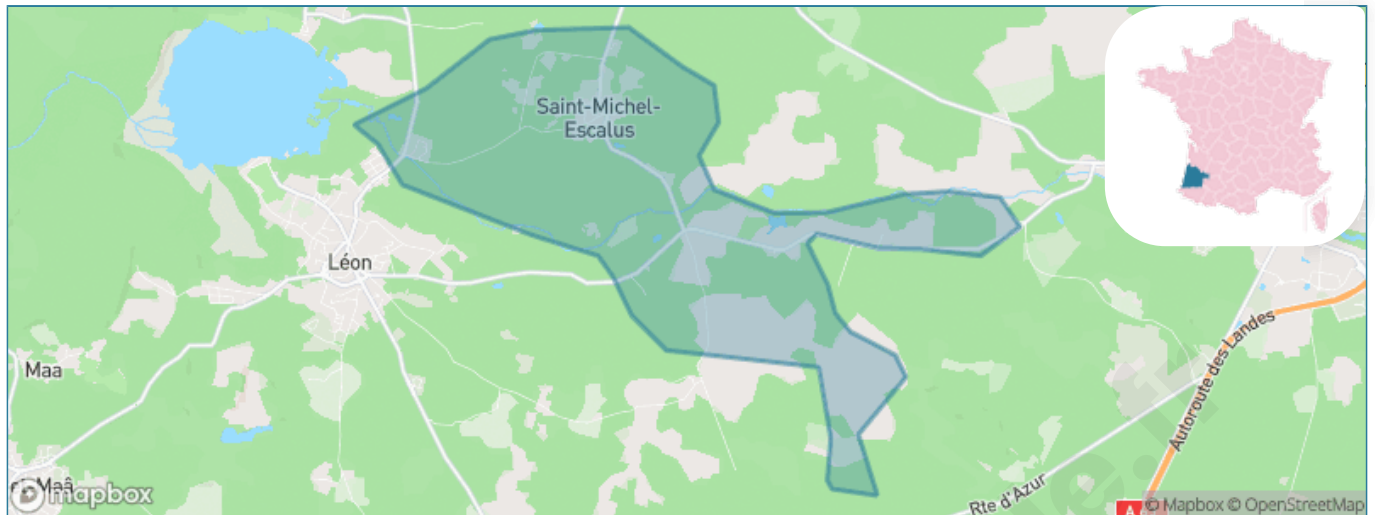 Saint-Michel-
Escalus
Léon
Maa
Maâ
Autoroute des Landes
Rte d'Azur
A
mapbox
© Mapbox © OpenStreetMap